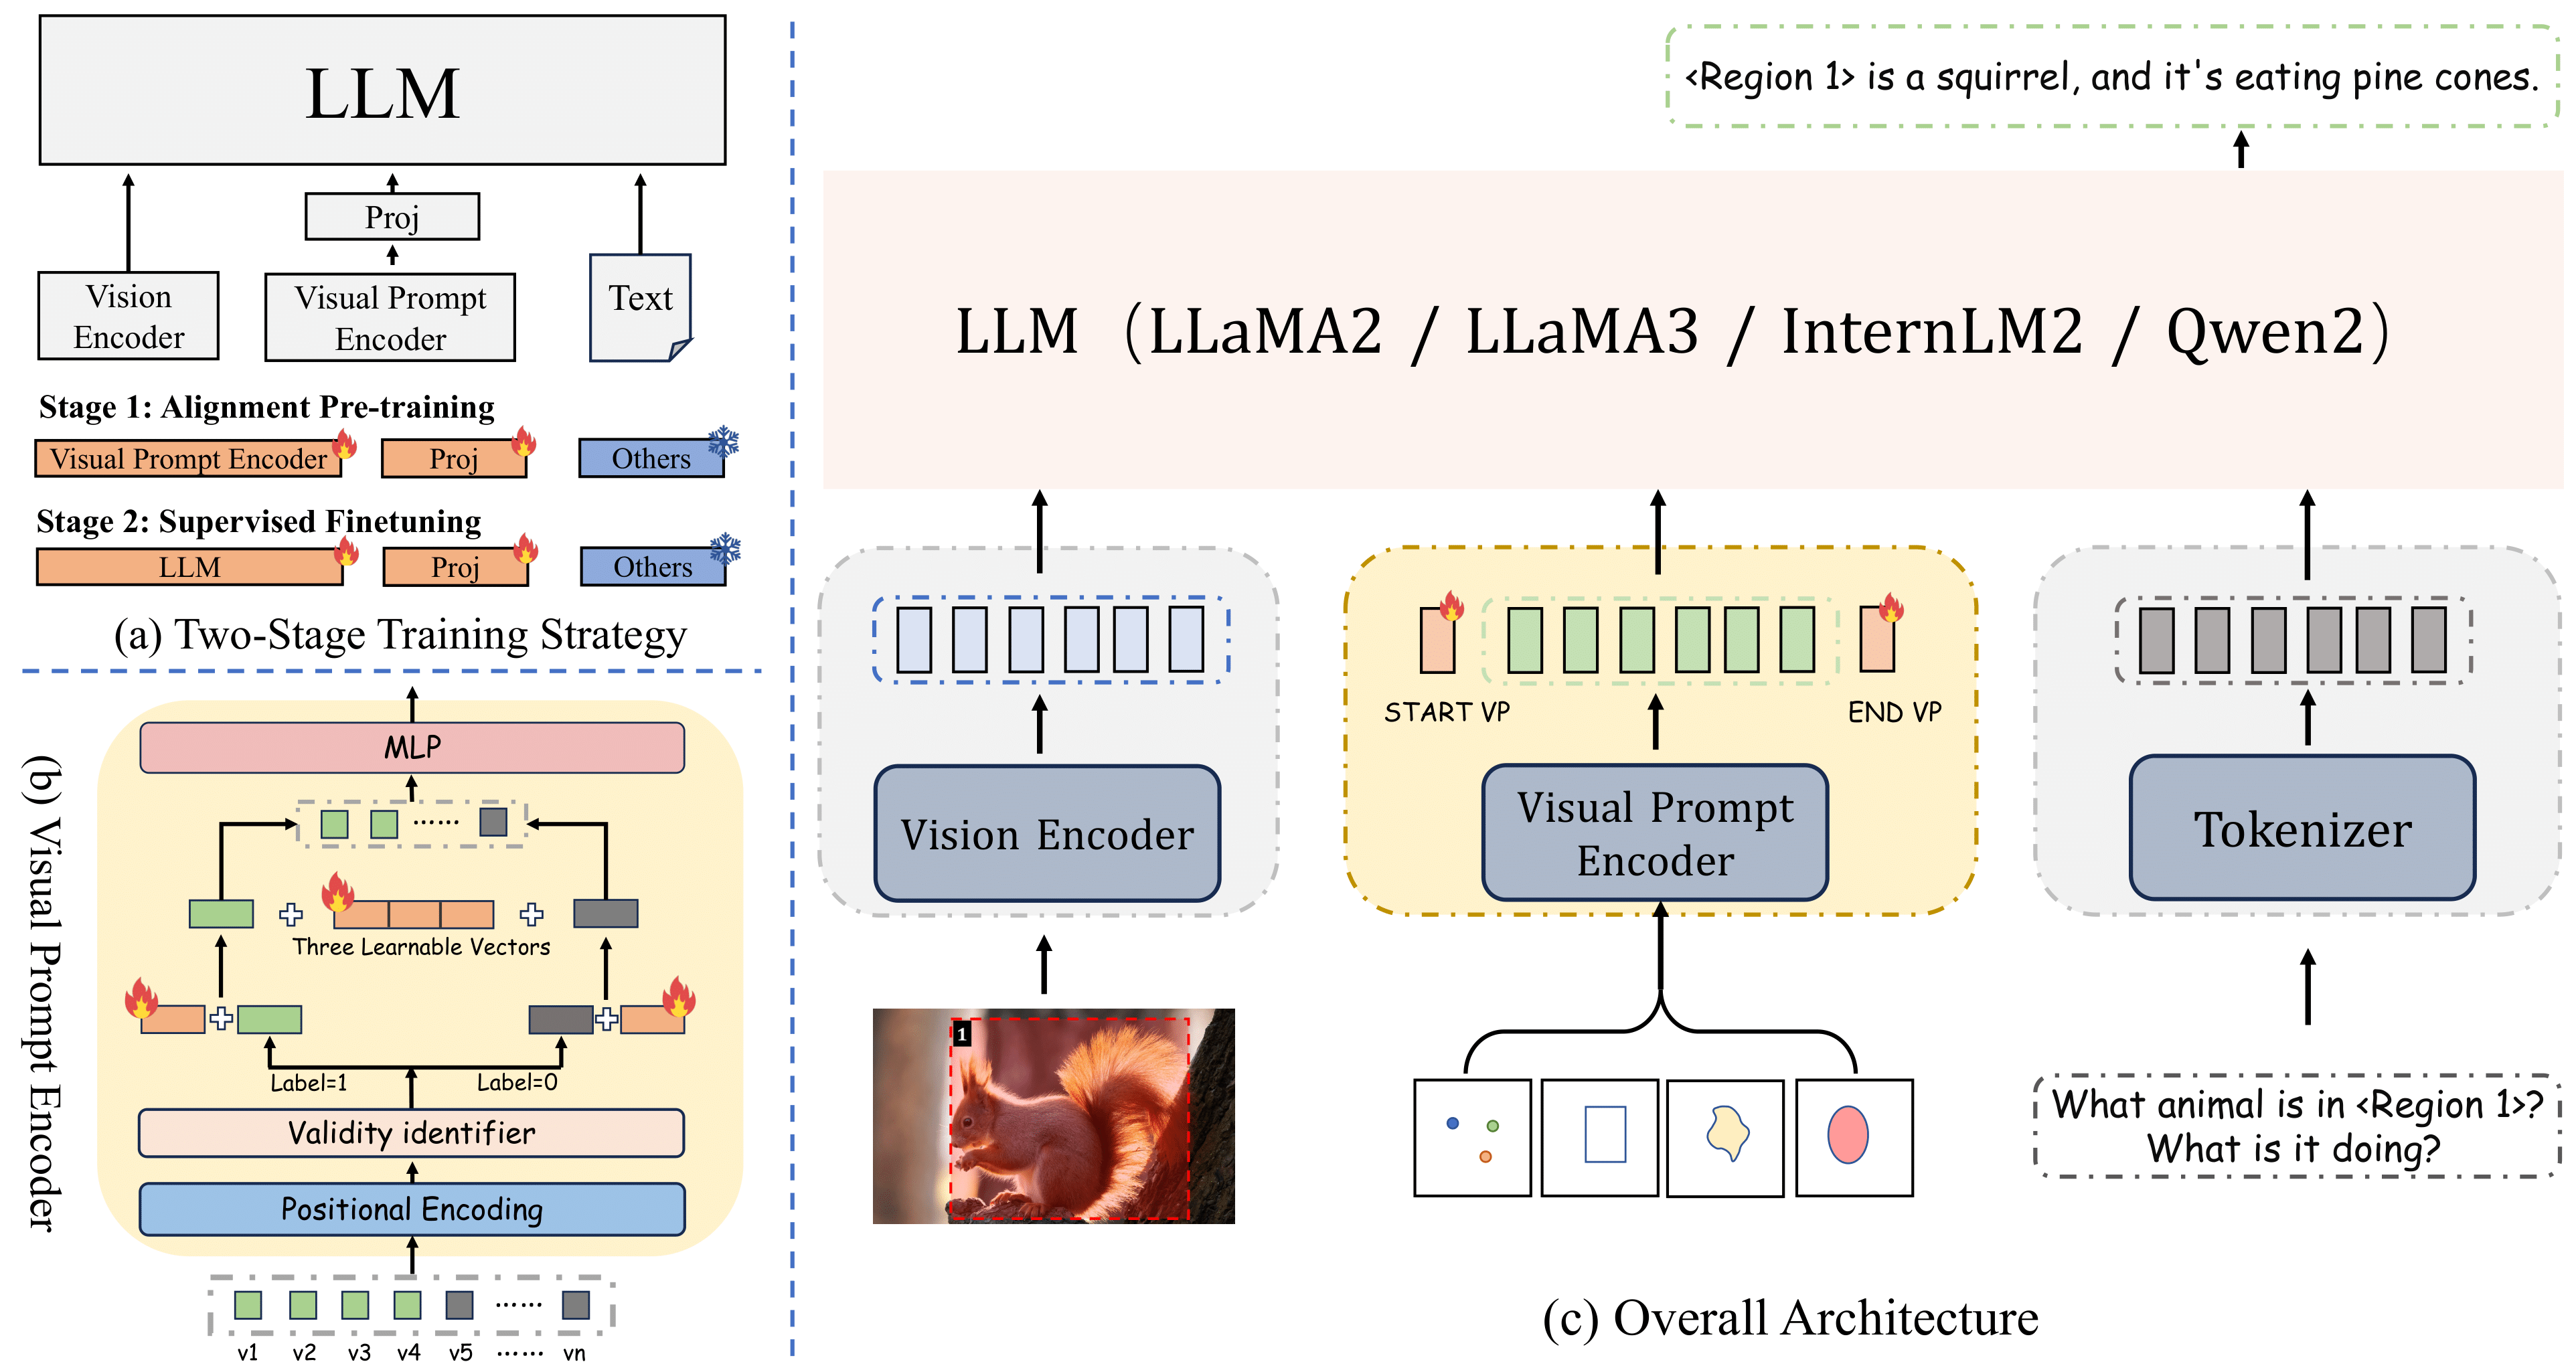 LLM
Proj
Vision
Encoder
Visual Prompt
Encoder
Text
Stage 1: Alignment Pre-training
Visual Prompt Encoder
Proj
Others
Stage 2: Supervised Finetuning
LLM
Proj
Others
(a) Two-Stage Training Strategy
(b) Visual Prompt Encoder
MLP
......
Three Learnable Vectors
Label=1
Label=0
Validity identifier
Positional Encoding
......
v1 v2 v3 v4 v5 ...... vn
<Region 1> is a squirrel, and it's eating pine cones.
LLM (LLaMA2 / LLaMA3 / InternLM2 / Qwen2)
START VP
END VP
Vision Encoder
Visual Prompt
Encoder
Tokenizer
1
What animal is in <Region 1>?
What is it doing?
(c) Overall Architecture